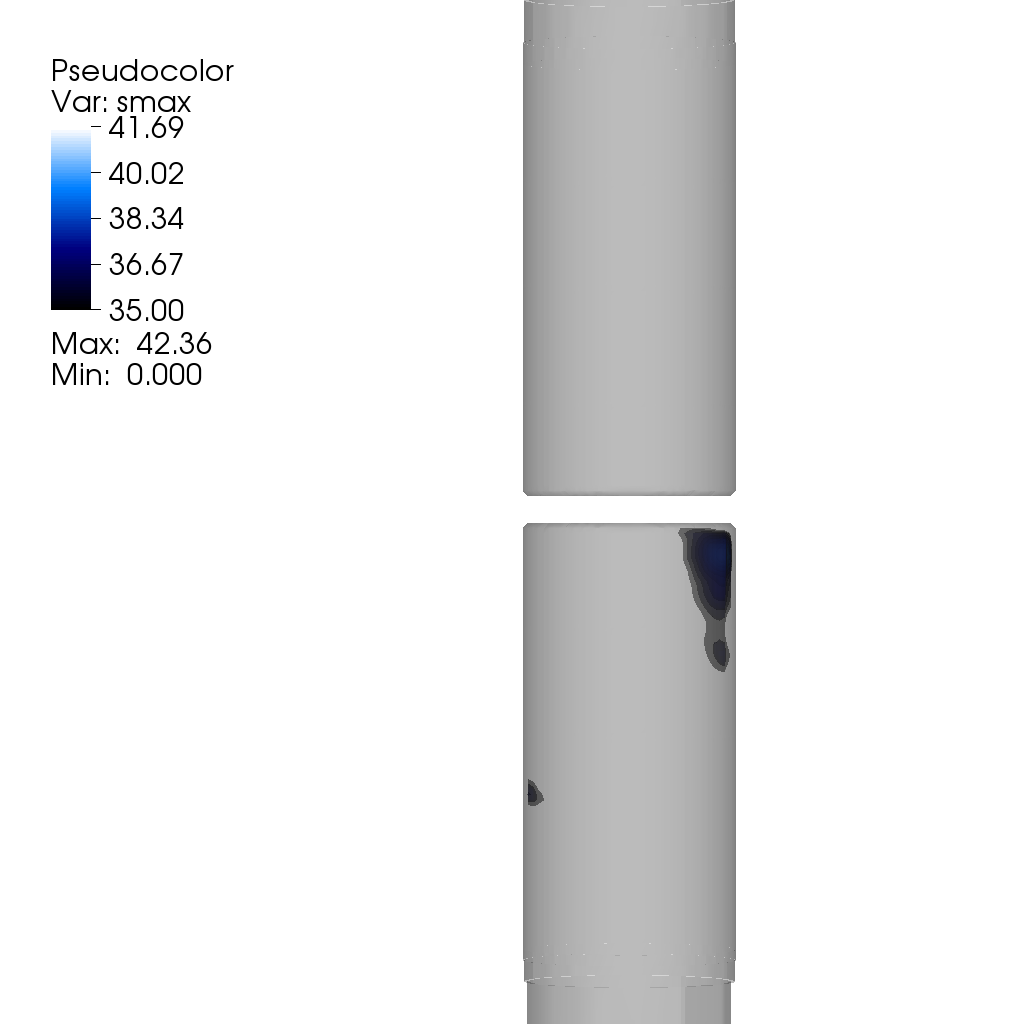 Pseudocolor
Var: smax
41.69
40.02
38.34
36.67
35.00
Max: 42.36
Min: 0.000